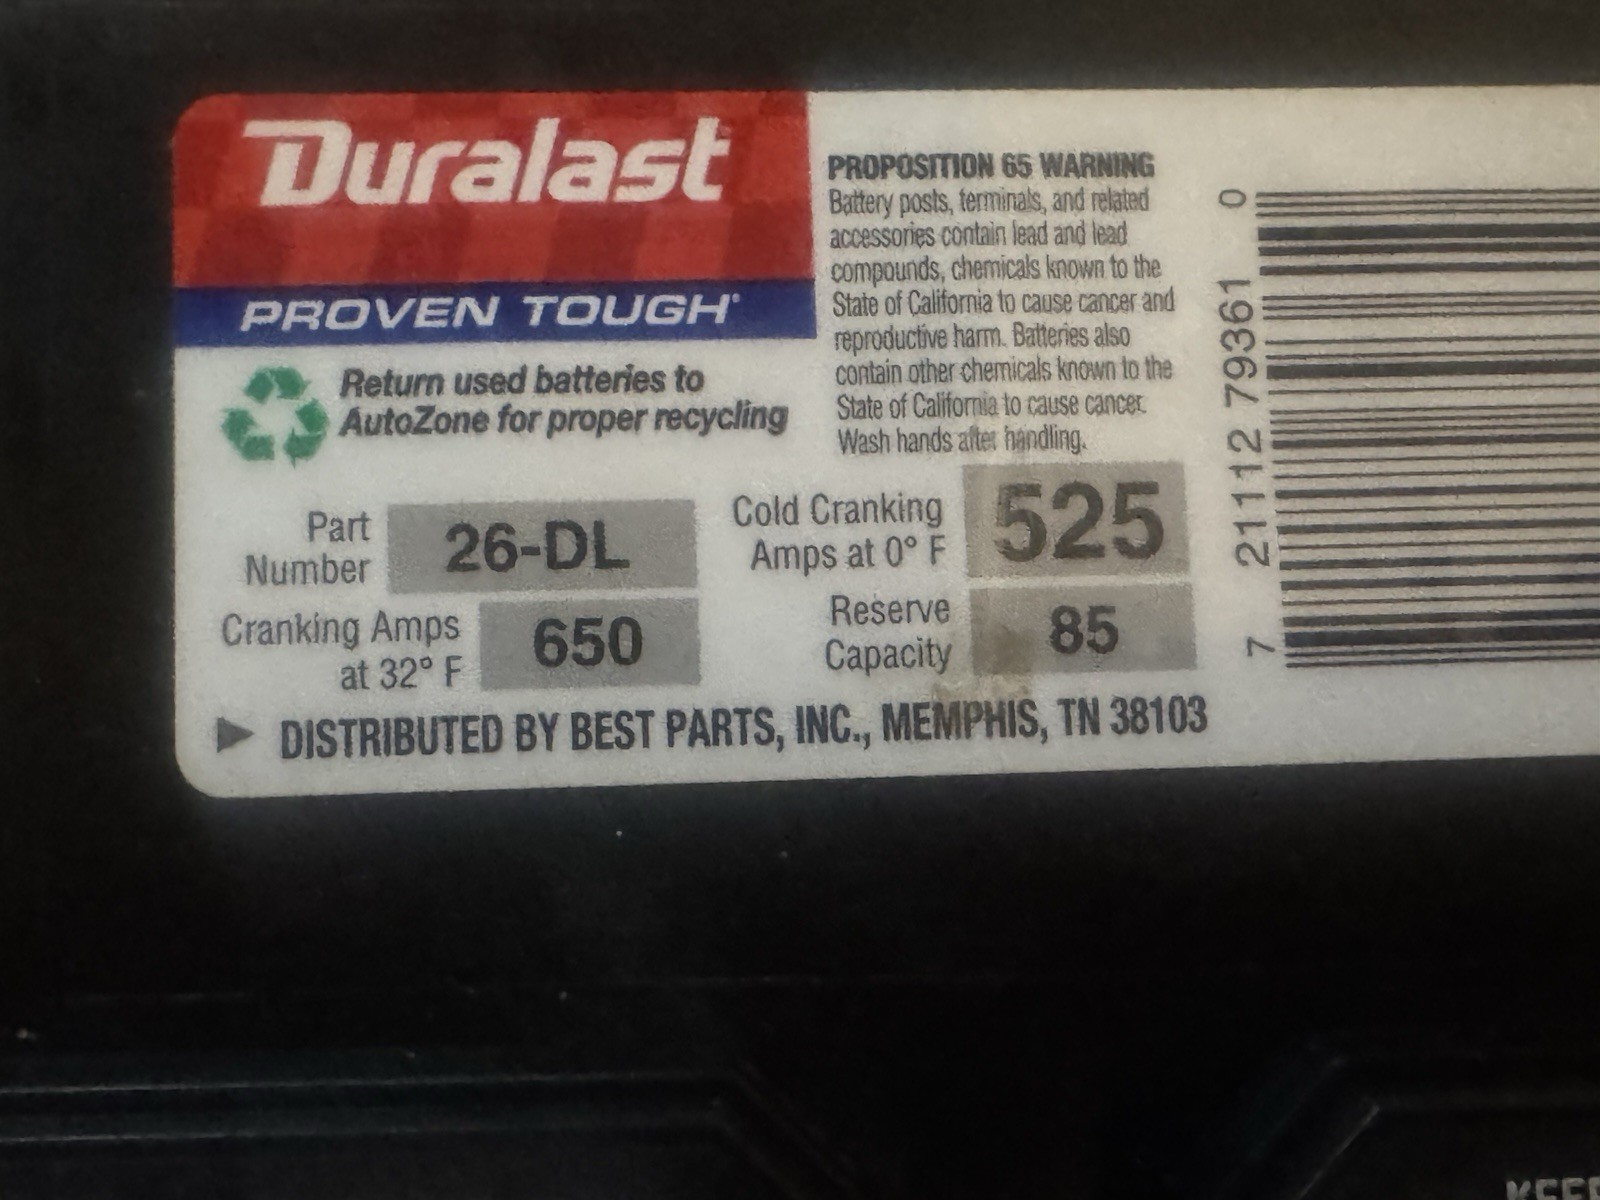 Duralast
PROVEN TOUGH®
Return used batteries to
AutoZone for proper recycling
PROPOSITION 65 WARNING
Battery posts, terminals, and related
accessories contain lead and lead
compounds, chemicals known to the
State of California to cause cancer and
reproductive harm. Batteries also
contain other chemicals known to the
State of California to cause cancer.
Wash hands after handling.
Part
Number
26-DL
Cold Cranking
Amps at 0° F
525
Cranking Amps
at 32° F
650
Reserve
Capacity
85
DISTRIBUTED BY BEST PARTS, INC., MEMPHIS, TN 38103
7 21112 79361 0